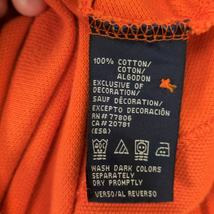 100% COTTON/
COTON/
ALGODON
EXCLUSIVE OF
DECORATION/
SAUF DÉCORATION/
EXCEPTO DECORACIÓN
RN# 77806
CA# 20781
(ESQ)
WASH DARK COLORS
SEPARATELY
DRY PROMPTLY
VERSO/AL REVERSO